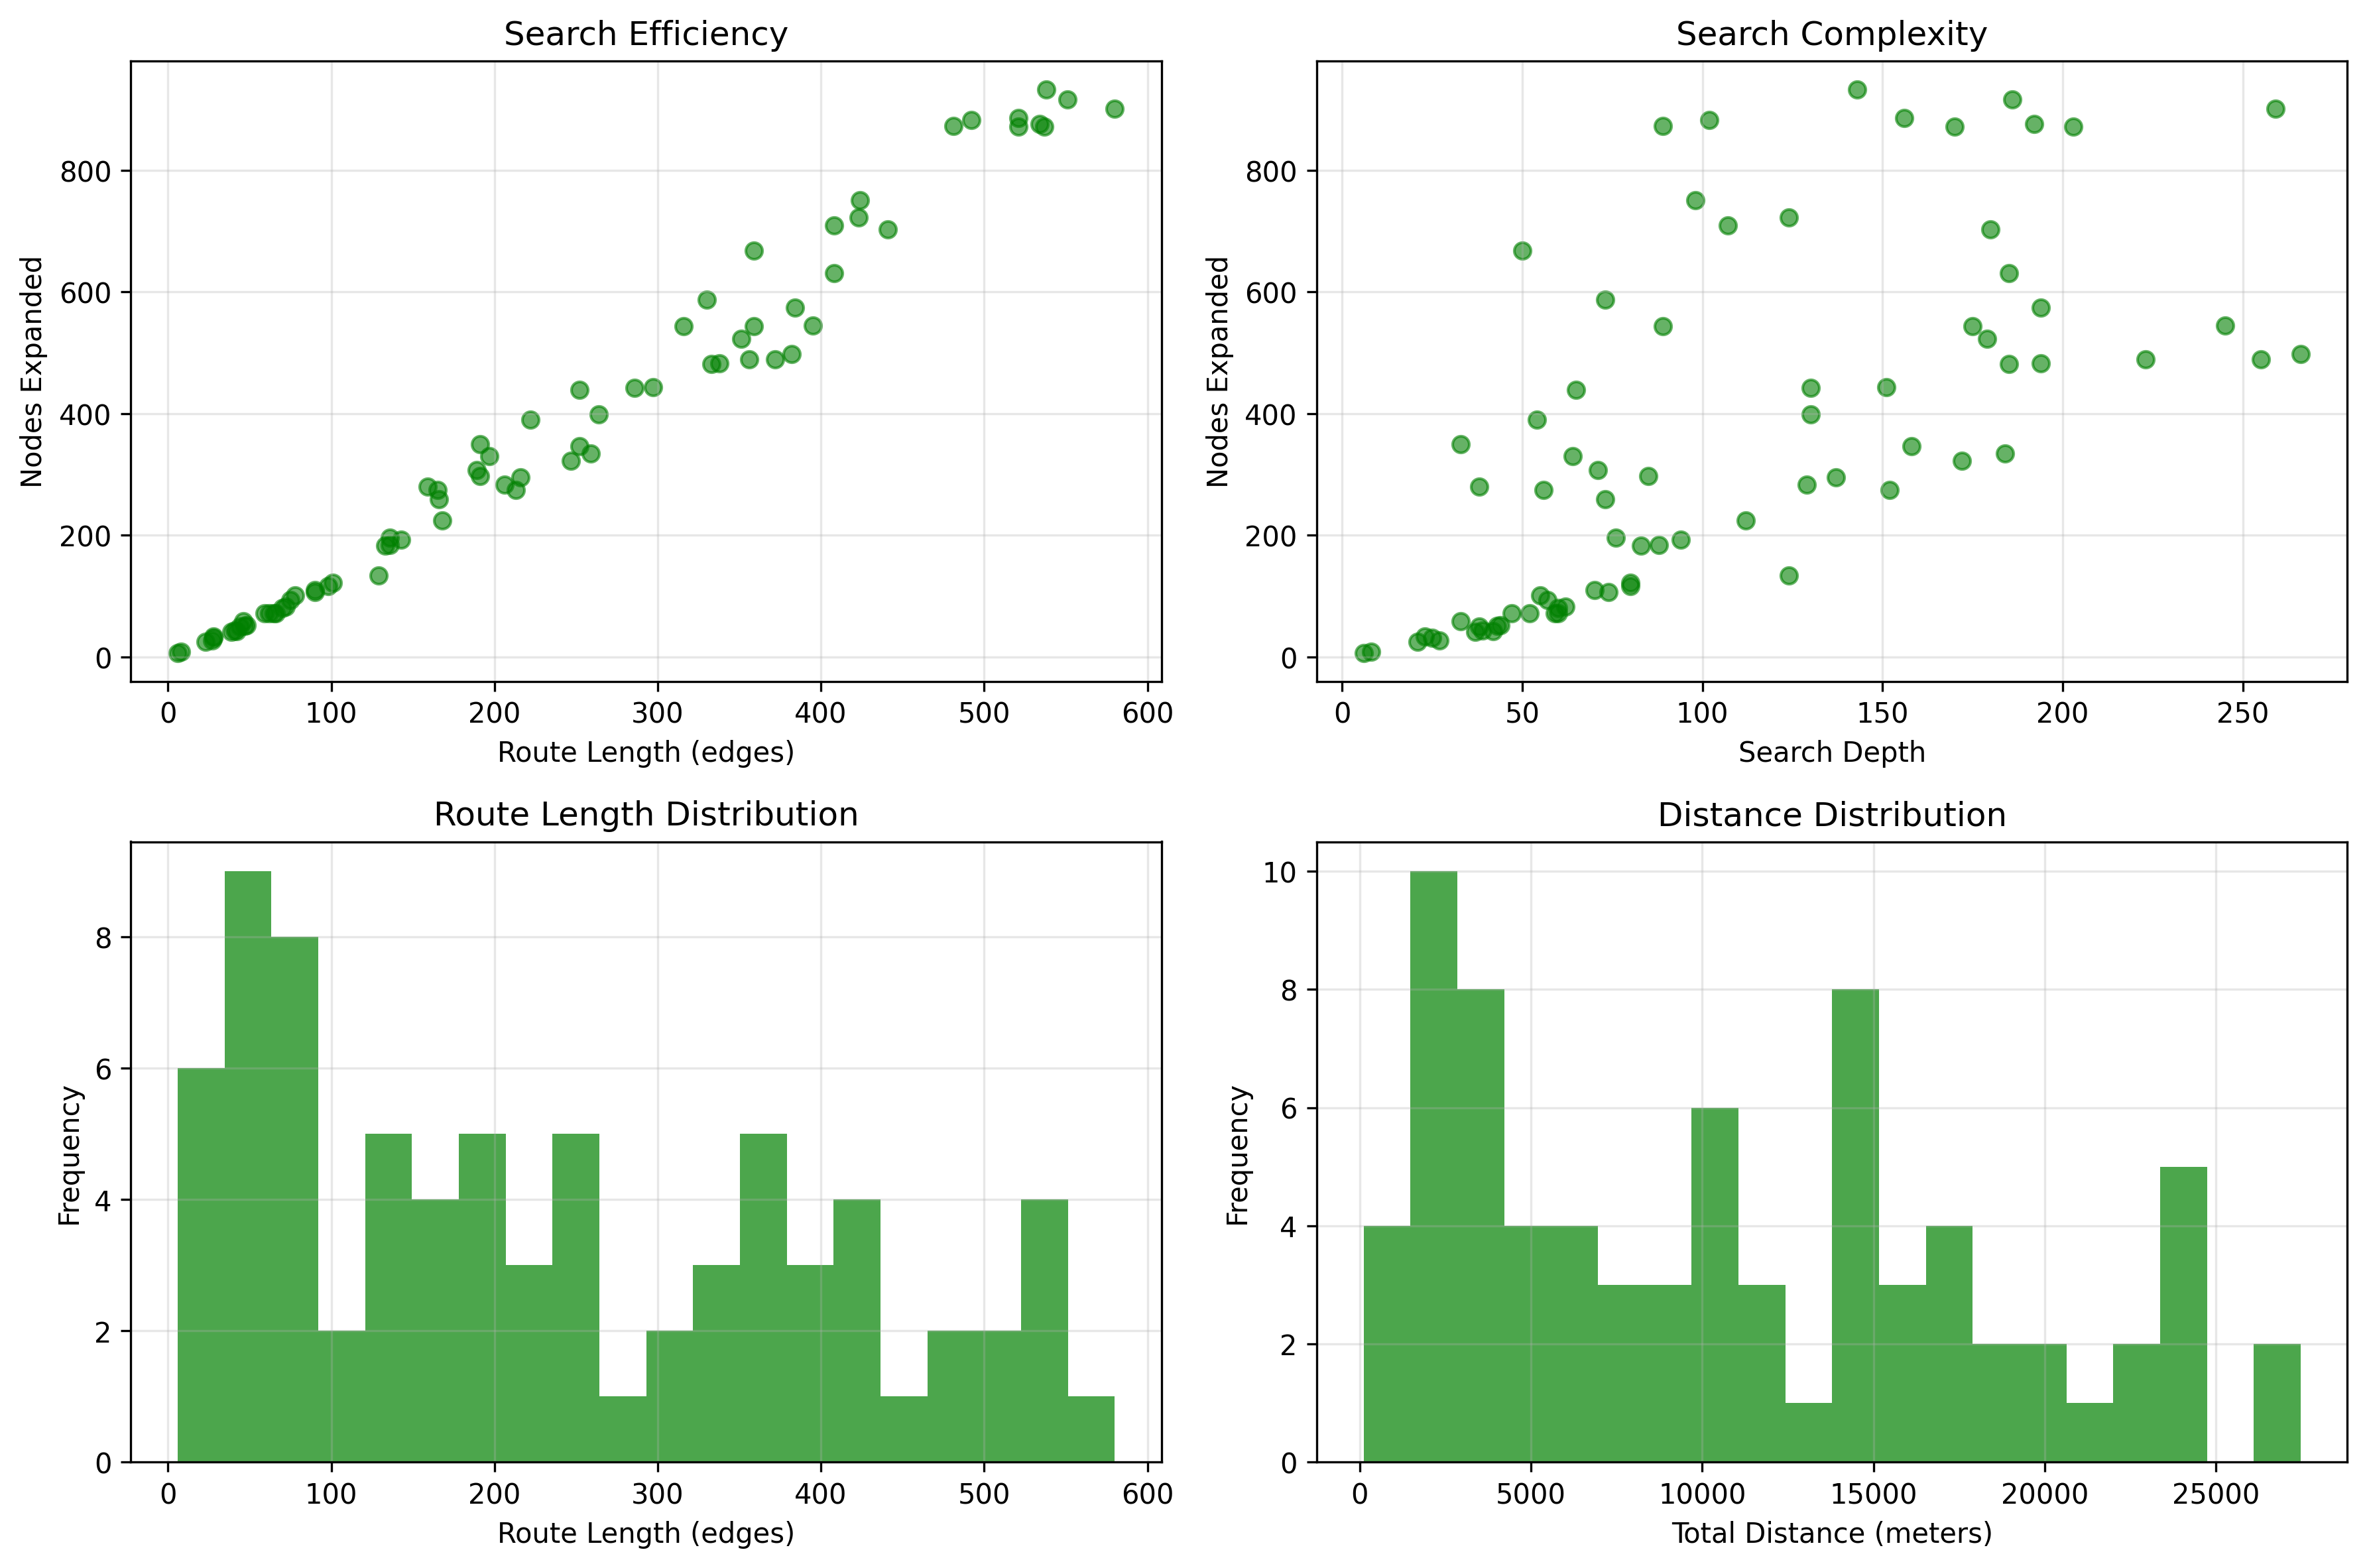 Search Efficiency
Nodes Expanded
800
600
400
200
0
0 100 200 300 400 500 600
Route Length (edges)
Search Complexity
Nodes Expanded
800
600
400
200
0
0 50 100 150 200 250
Search Depth
Route Length Distribution
Frequency
8
6
4
2
0
0 100 200 300 400 500 600
Route Length (edges)
Distance Distribution
Frequency
10
8
6
4
2
0
0 5000 10000 15000 20000 25000
Total Distance (meters)